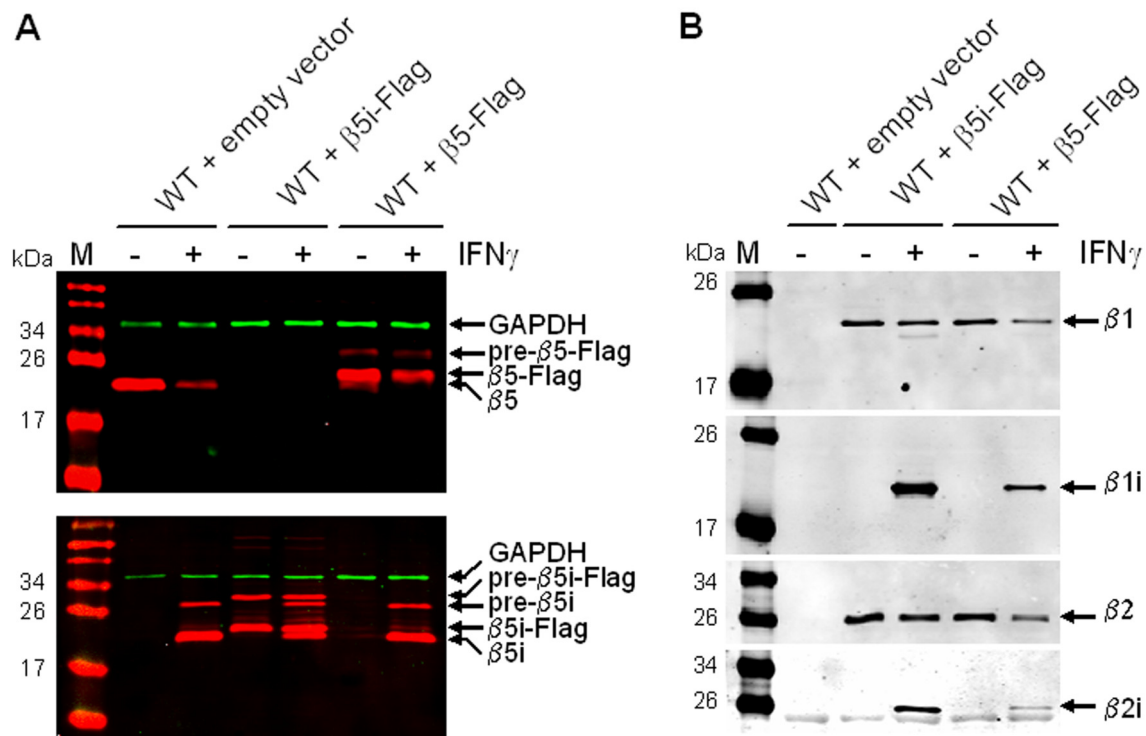 A
WT + empty vector
WT + β5i-Flag
WT + β5-Flag
kDa M - + - + - + IFNγ
34
26
17
GAPDH
pre-β5-Flag
β5-Flag
β5
34
26
17
GAPDH
pre-β5i-Flag
pre-β5i
β5i-Flag
β5i
B
WT + empty vector
WT + β5i-Flag
WT + β5-Flag
kDa M - - + - + IFNγ
26
17
β1
26
17
β1i
34
26
β2
34
26
β2i